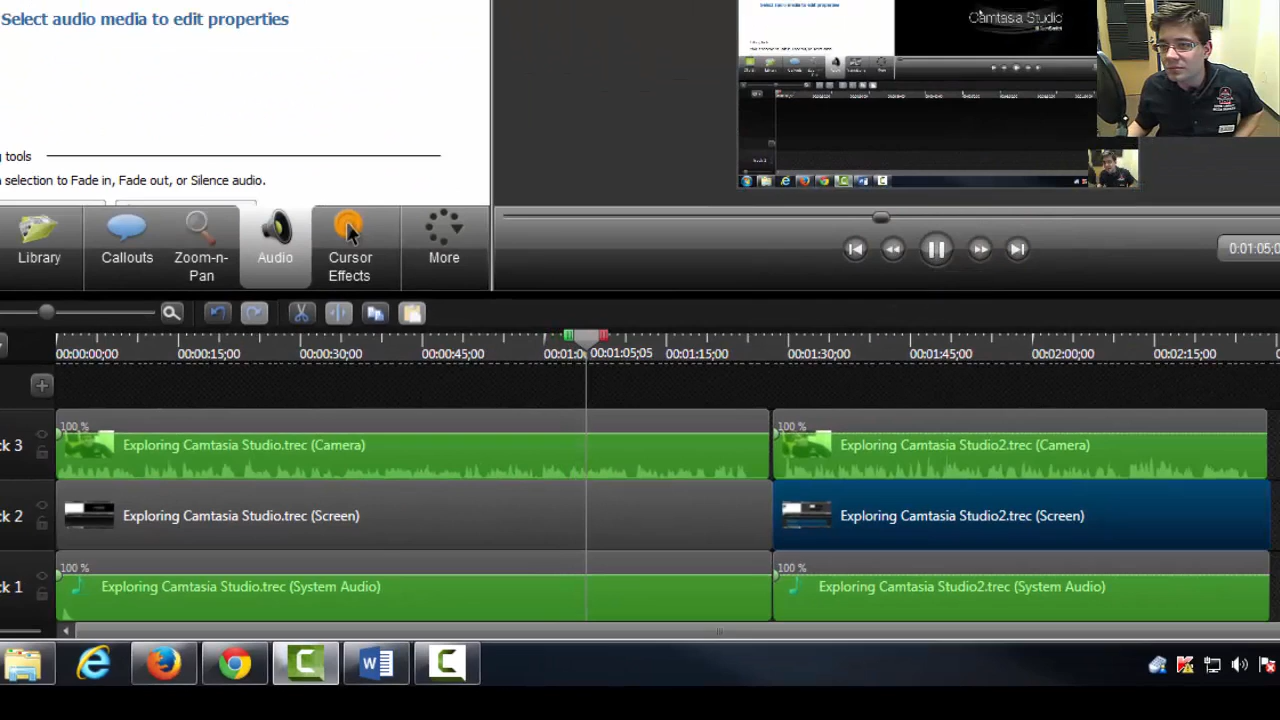 Select audio media to edit properties
Camtasia Studio
g tools
selection to Fade in, Fade out, or Silence audio.
Library
Callouts
Zoom-n-
Pan
Audio
Cursor
Effects
More
0:01:05;0
00:00:00;00
00:00:15;00
00:00:30;00
00:00:45;00
00:01:0
00:01:05;05
00:01:15;00
00:01:30;00
00:01:45;00
00:02:00;00
00:02:15;00
ck 3
100 %
Exploring Camtasia Studio.trec (Camera)
100 %
Exploring Camtasia Studio2.trec (Camera)
ck 2
Exploring Camtasia Studio.trec (Screen)
Exploring Camtasia Studio2.trec (Screen)
ck 1
100 %
Exploring Camtasia Studio.trec (System Audio)
100 %
Exploring Camtasia Studio2.trec (System Audio)